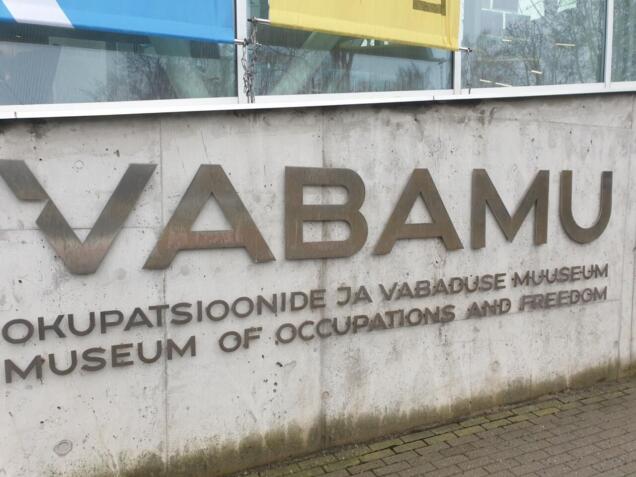 VABAMU
OKUPATSIOONIDE JA VABADUSE MUUSEUM
MUSEUM OF OCCUPATIONS AND FREEDOM